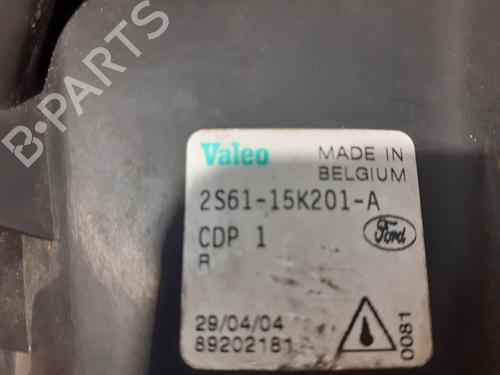 B-PARTS
Valeo
MADE IN
BELGIUM
2S61-15K201-A
CDP 1
Ford
R
29/04/04
89202181
0081